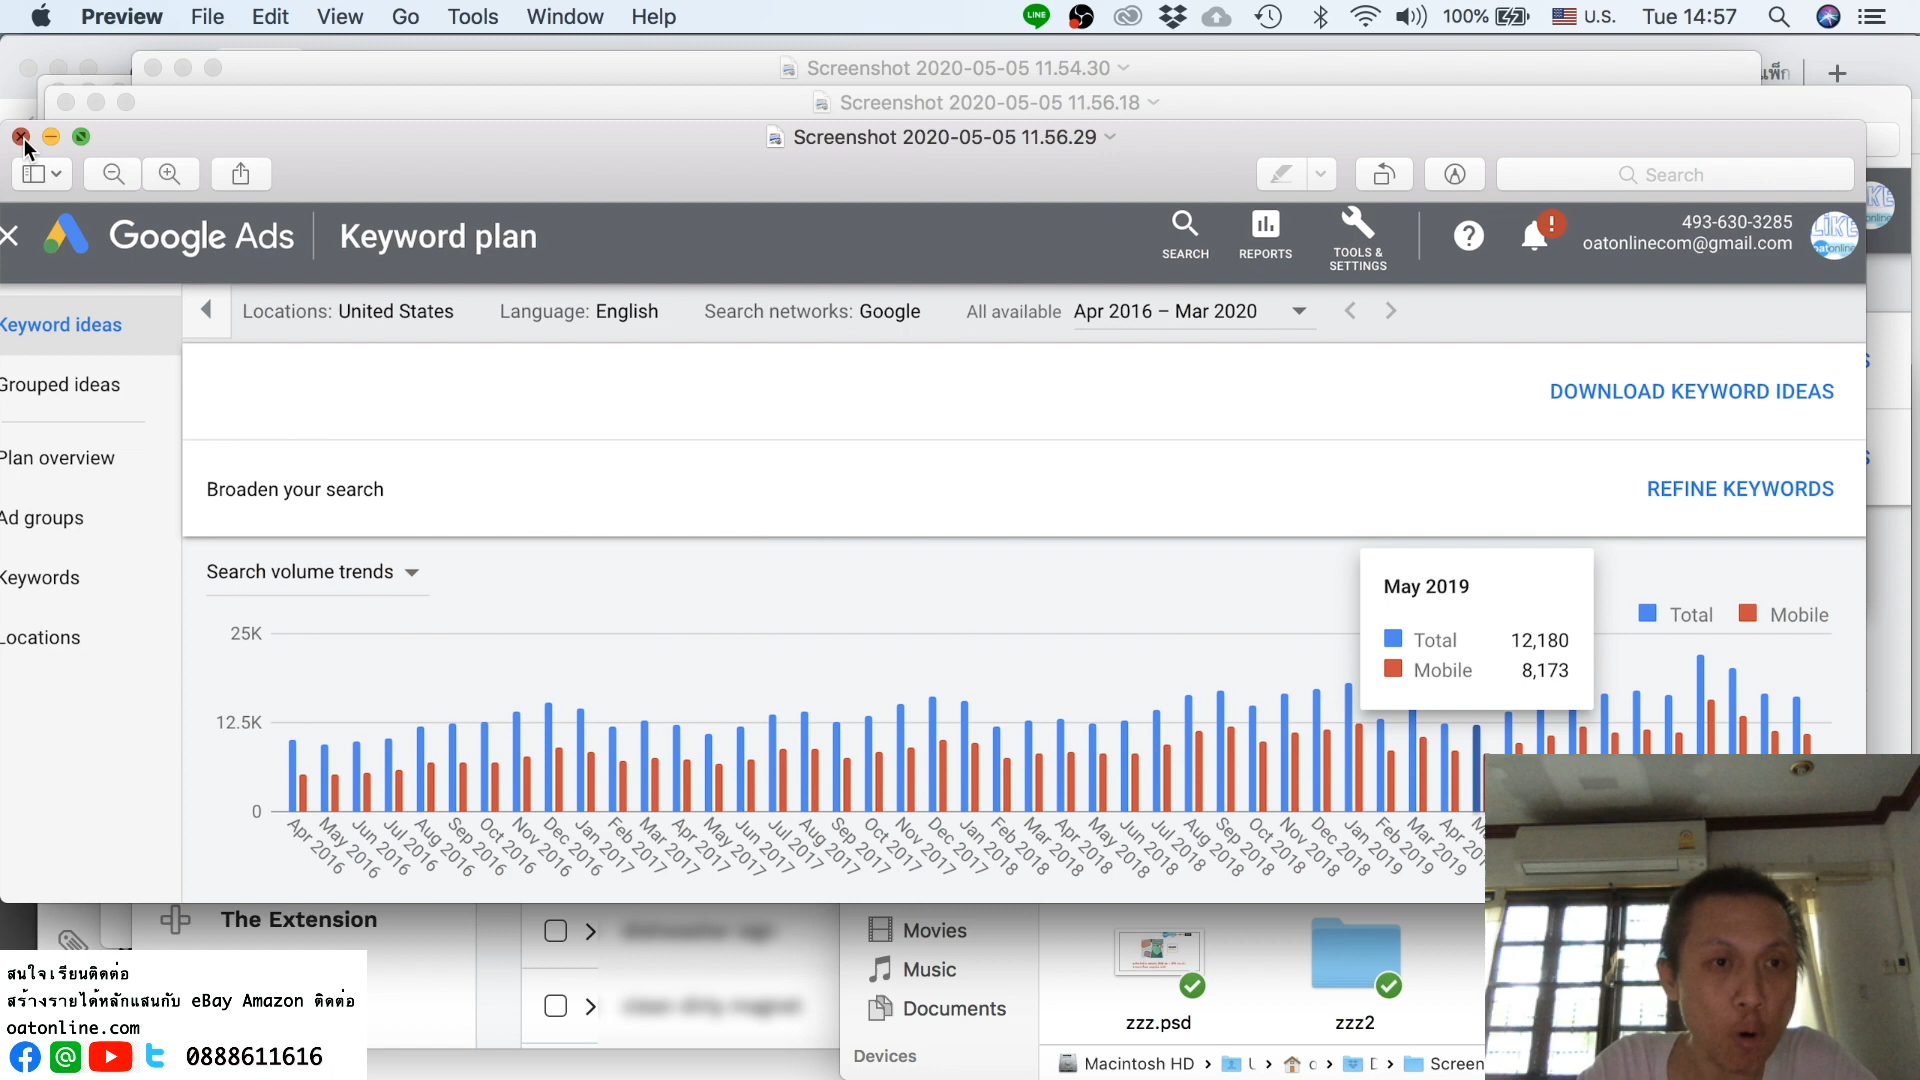 Preview File Edit View Go Tools Window Help
LINE
100% U.S. Tue 14:57
Screenshot 2020-05-05 11.54.30
Screenshot 2020-05-05 11.56.18
Screenshot 2020-05-05 11.56.29
Search
Google Ads Keyword plan
SEARCH REPORTS TOOLS & SETTINGS
493-630-3285
oatonlinecom@gmail.com
Locations: United States Language: English Search networks: Google All available Apr 2016 – Mar 2020
Keyword ideas
Grouped ideas
Plan overview
Ad groups
Keywords
Locations
DOWNLOAD KEYWORD IDEAS
Broaden your search
REFINE KEYWORDS
Search volume trends
May 2019
Total 12,180
Mobile 8,173
Total Mobile
25K
12.5K
0
Apr 2016 May 2016 Jun 2016 Jul 2016 Aug 2016 Sep 2016 Oct 2016 Nov 2016 Dec 2016 Jan 2017 Feb 2017 Mar 2017 Apr 2017 May 2017 Jun 2017 Jul 2017 Aug 2017 Sep 2017 Oct 2017 Nov 2017 Dec 2017 Jan 2018 Feb 2018 Mar 2018 Apr 2018 May 2018 Jun 2018 Jul 2018 Aug 2018 Sep 2018 Oct 2018 Nov 2018 Dec 2018 Jan 2019 Feb 2019 Mar 2019
The Extension
Movies
Music
Documents
Devices
zzz.psd
zzz2
Macintosh HD › Screen
สนใจเรียนติดต่อ
สร้างรายได้หลักแสนกับ eBay Amazon ติดต่อ
oatonline.com
0888611616